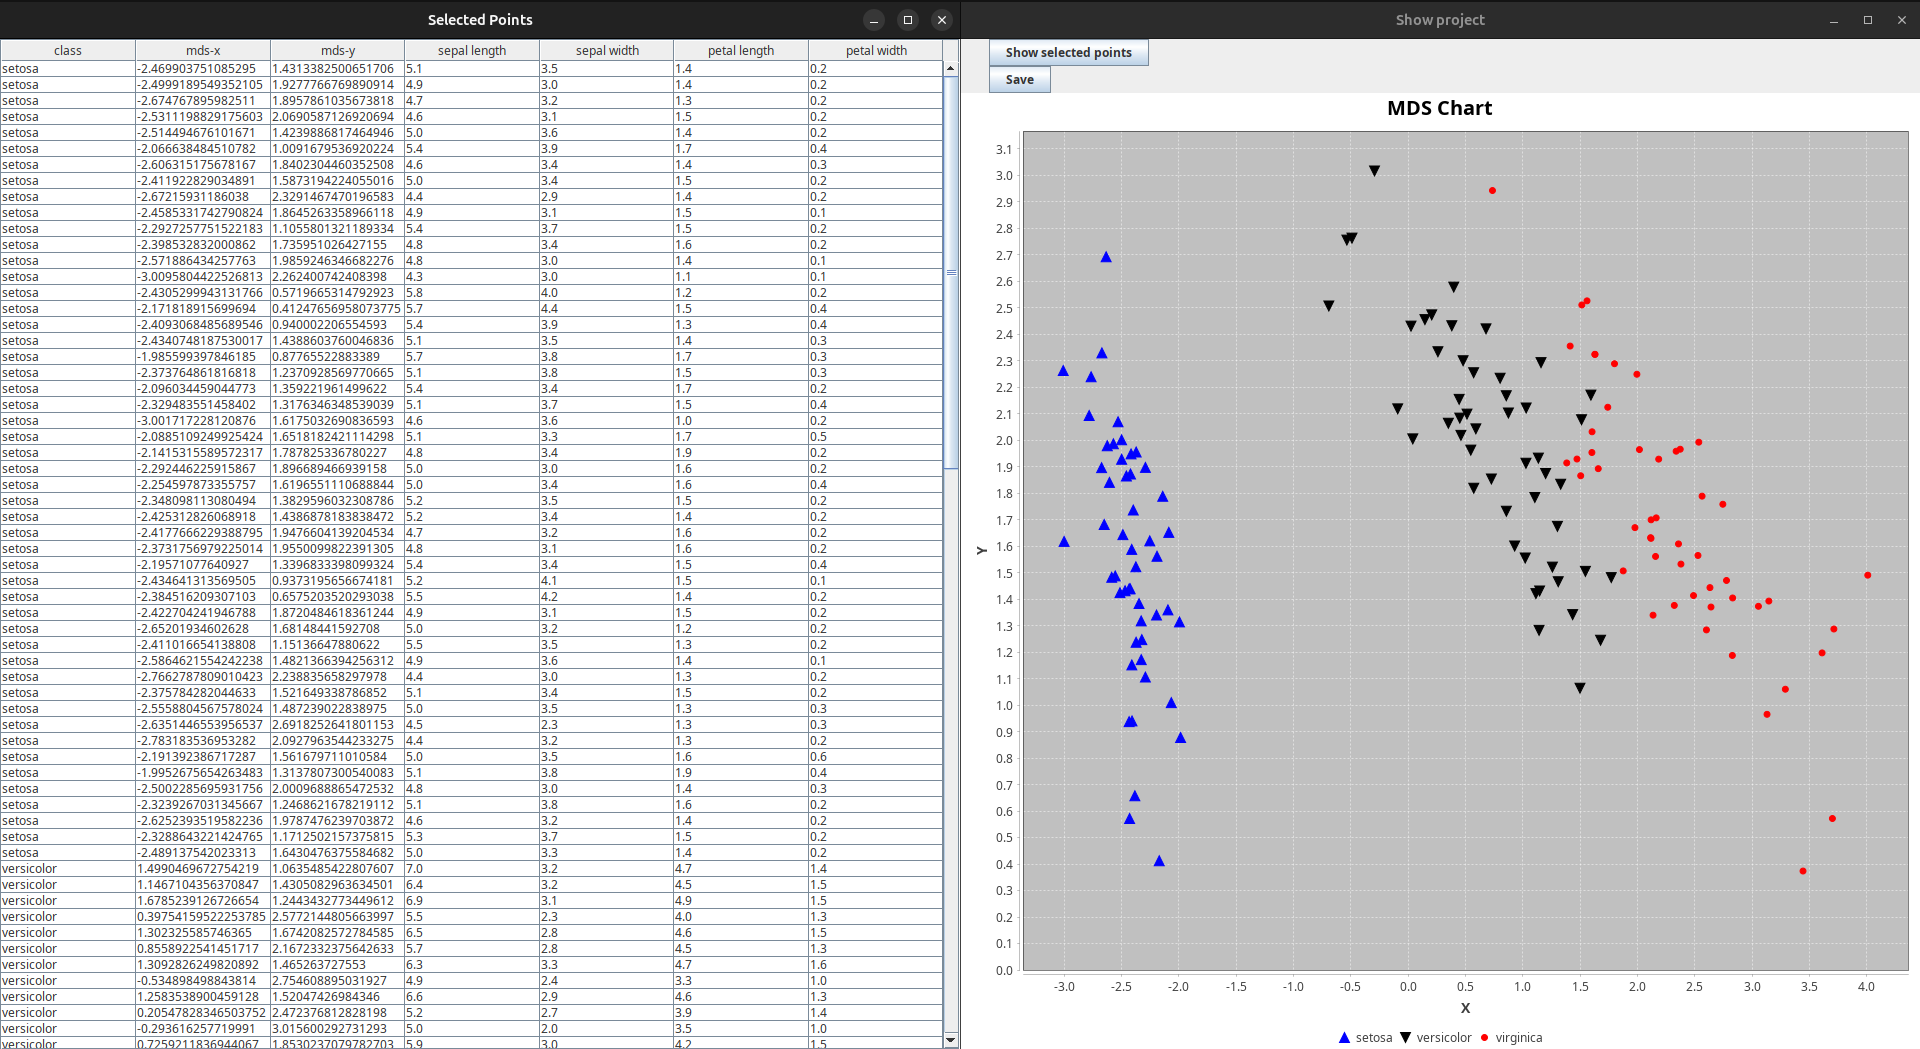 Selected Points
class mds-x mds-y sepal length sepal width petal length petal width
setosa -2.469903751085295 1.4313382500651706 5.1 3.5 1.4 0.2
setosa -2.4999189549352105 1.9277766769890914 4.9 3.0 1.4 0.2
setosa -2.674767895982511 1.8957861035673818 4.7 3.2 1.3 0.2
setosa -2.5311198829175603 2.0690587126920694 4.6 3.1 1.5 0.2
setosa -2.514494676101671 1.4239886817464946 5.0 3.6 1.4 0.2
setosa -2.066638484510782 1.0091679536920224 5.4 3.9 1.7 0.4
setosa -2.606315175678167 1.8402304460352508 4.6 3.4 1.4 0.3
setosa -2.411922829034891 1.5873194224055016 5.0 3.4 1.5 0.2
setosa -2.67215931186038 2.3291467470196583 4.4 2.9 1.4 0.2
setosa -2.4585331742790824 1.8645263358966118 4.9 3.1 1.5 0.1
setosa -2.2927257751522183 1.1055801321189334 5.4 3.7 1.5 0.2
setosa -2.398532832000862 1.735951026427155 4.8 3.4 1.6 0.2
setosa -2.571886434257763 1.9859246346682276 4.8 3.0 1.4 0.1
setosa -3.0095804422526813 2.262400742408398 4.3 3.0 1.1 0.1
setosa -2.4305299943131766 0.5719665314792923 5.8 4.0 1.2 0.2
setosa -2.171818915699694 0.41247656958073775 5.7 4.4 1.5 0.4
setosa -2.4093068485689546 0.940002206554593 5.4 3.9 1.3 0.4
setosa -2.4340748187530017 1.4388603760046836 5.1 3.5 1.4 0.3
setosa -1.985599397846185 0.87765522883389 5.7 3.8 1.7 0.3
setosa -2.373764861816818 1.2370928569770665 5.1 3.8 1.5 0.3
setosa -2.096034459044773 1.359221961499622 5.4 3.4 1.7 0.2
setosa -2.329483551458402 1.3176346348539039 5.1 3.7 1.5 0.4
setosa -3.001717228120876 1.6175032690836593 4.6 3.6 1.0 0.2
setosa -2.0885109249925424 1.6518182421114298 5.1 3.3 1.7 0.5
setosa -2.1415315589572317 1.787825336780227 4.8 3.4 1.9 0.2
setosa -2.292446225915867 1.896689466939158 5.0 3.0 1.6 0.2
setosa -2.254597873355757 1.6196551110688844 5.0 3.4 1.6 0.4
setosa -2.348098113080494 1.3829596032308786 5.2 3.5 1.5 0.2
setosa -2.425312826068918 1.4386878183838472 5.2 3.4 1.4 0.2
setosa -2.4177666229388795 1.9476604139204534 4.7 3.2 1.6 0.2
setosa -2.3731756979225014 1.9550099822391305 4.8 3.1 1.6 0.2
setosa -2.19571077640927 1.3396833398099324 5.4 3.4 1.5 0.4
setosa -2.434641313569505 0.9373195656674181 5.2 4.1 1.5 0.1
setosa -2.384516209307103 0.6575203520293038 5.5 4.2 1.4 0.2
setosa -2.422704241946788 1.8720484618361244 4.9 3.1 1.5 0.2
setosa -2.65201934602628 1.68148441592708 5.0 3.2 1.2 0.2
setosa -2.411016654138808 1.15136647880622 5.5 3.5 1.3 0.2
setosa -2.5864621554242238 1.4821366394256312 4.9 3.6 1.4 0.1
setosa -2.7662787809010423 2.238835658297978 4.4 3.0 1.3 0.2
setosa -2.375784282044633 1.521649338786852 5.1 3.4 1.5 0.2
setosa -2.5558804567578024 1.487239022838975 5.0 3.5 1.3 0.3
setosa -2.6351446553956537 2.6918252641801153 4.5 2.3 1.3 0.3
setosa -2.783183536953282 2.0927963544233275 4.4 3.2 1.3 0.2
setosa -2.191392386717287 1.561679711010584 5.0 3.5 1.6 0.6
setosa -1.9952675654263483 1.3137807300540083 5.1 3.8 1.9 0.4
setosa -2.5002285695931756 2.0009688865472532 4.8 3.0 1.4 0.3
setosa -2.3239267031345667 1.2468621678219112 5.1 3.8 1.6 0.2
setosa -2.6252393519582236 1.9787476239703872 4.6 3.2 1.4 0.2
setosa -2.3288643221424765 1.1712502157375815 5.3 3.7 1.5 0.2
setosa -2.489137542023313 1.6430476375584682 5.0 3.3 1.4 0.2
versicolor 1.4990469672754219 1.0635485422807607 7.0 3.2 4.7 1.4
versicolor 1.1467104356370847 1.4305082963634501 6.4 3.2 4.5 1.5
versicolor 1.6785239126726654 1.2443432773449612 6.9 3.1 4.9 1.5
versicolor 0.39754159522253785 2.5772144805663997 5.5 2.3 4.0 1.3
versicolor 1.302325585746365 1.6742082572784585 6.5 2.8 4.6 1.5
versicolor 0.8558922541451717 2.1672332375642633 5.7 2.8 4.5 1.3
versicolor 1.3092826249820892 1.465263727553 6.3 3.3 4.7 1.6
versicolor -0.534898498843814 2.754608895031927 4.9 2.4 3.3 1.0
versicolor 1.2583538900459128 1.52047426984346 6.6 2.9 4.6 1.3
versicolor 0.20547828346503752 2.472376812828198 5.2 2.7 3.9 1.4
versicolor -0.293616257719991 3.015600292731293 5.0 2.0 3.5 1.0
versicolor 0.7259211836944067 1.8530237079782703 5.9 3.0 4.2 1.5
Show project
Show selected points
Save
MDS Chart
3.1
3.0
2.9
2.8
2.7
2.6
2.5
2.4
2.3
2.2
2.1
2.0
1.9
1.8
1.7
1.6
1.5
1.4
1.3
1.2
1.1
1.0
0.9
0.8
0.7
0.6
0.5
0.4
0.3
0.2
0.1
0.0
Y
-3.0 -2.5 -2.0 -1.5 -1.0 -0.5 0.0 0.5 1.0 1.5 2.0 2.5 3.0 3.5 4.0
X
setosa versicolor virginica